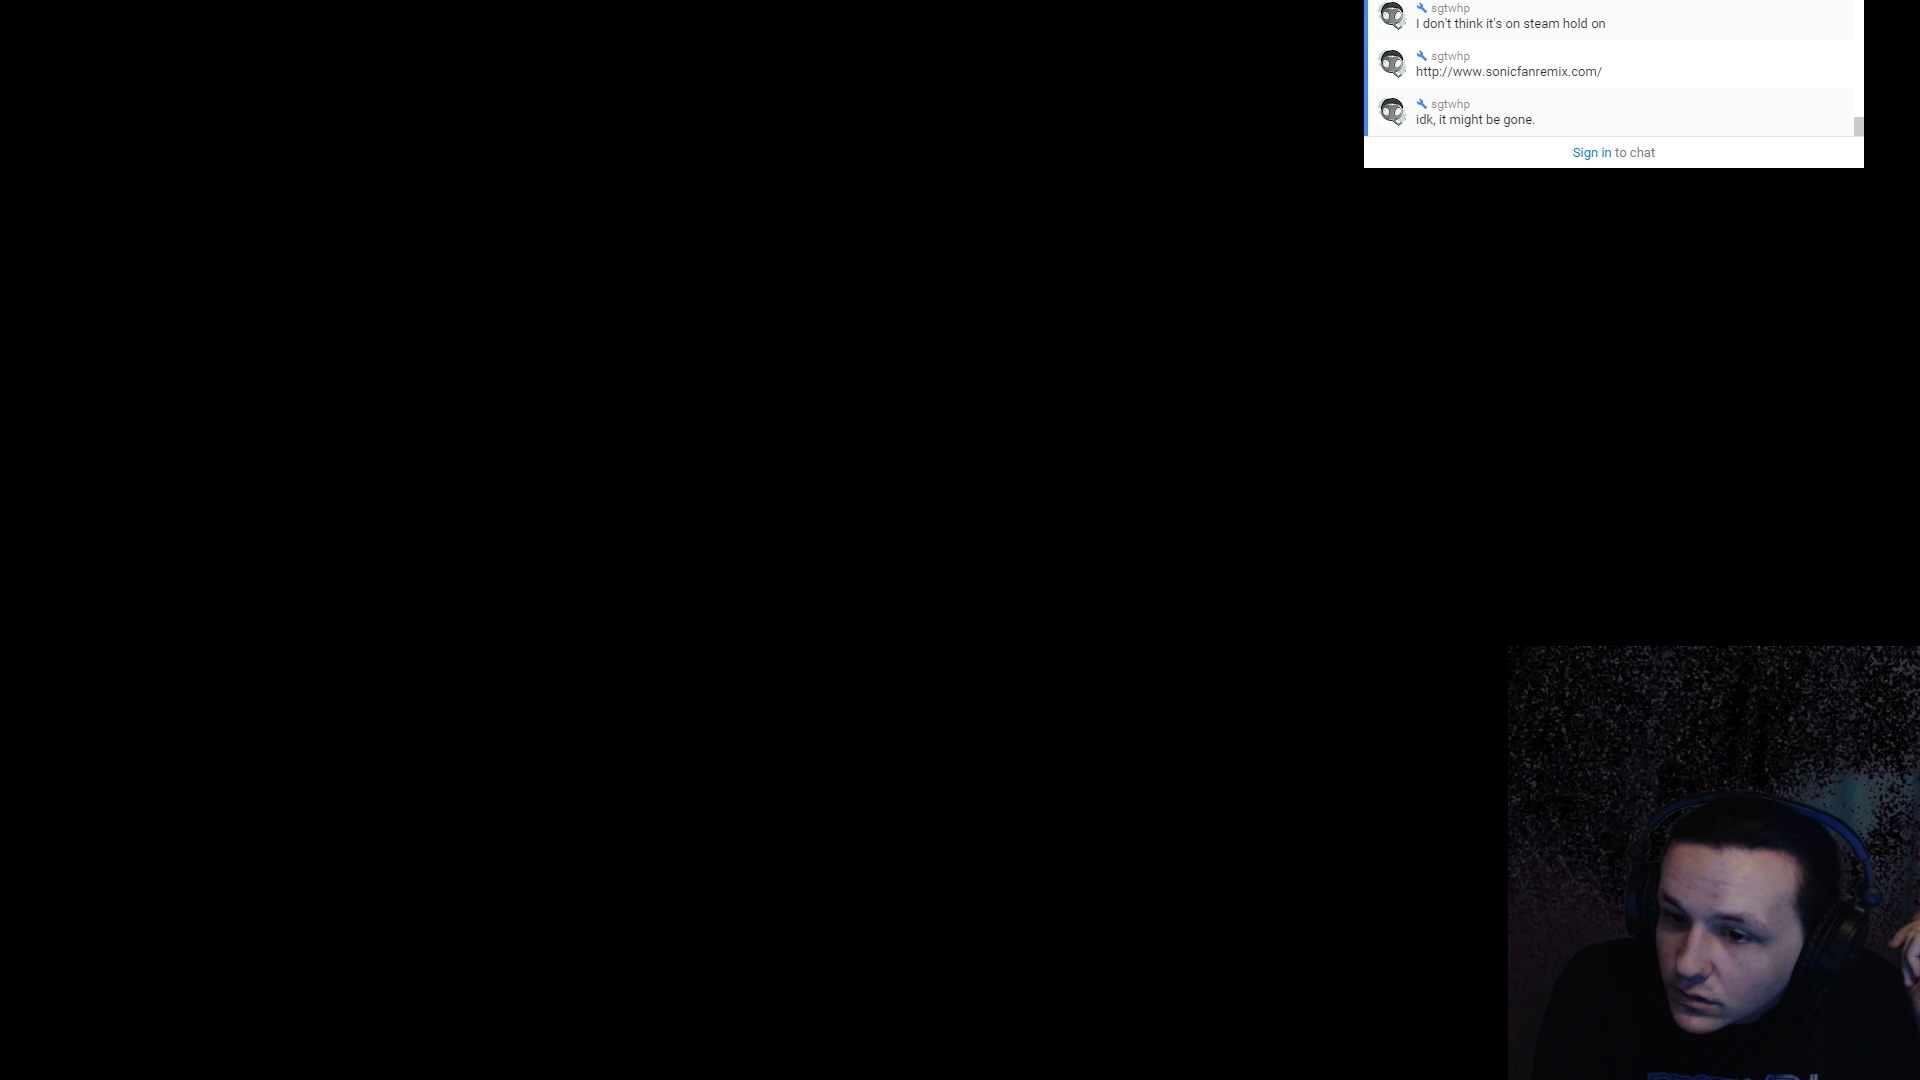 sgtwhp
I don't think it's on steam hold on
sgtwhp
http://www.sonicfanremix.com/
sgtwhp
idk, it might be gone.
Sign in to chat